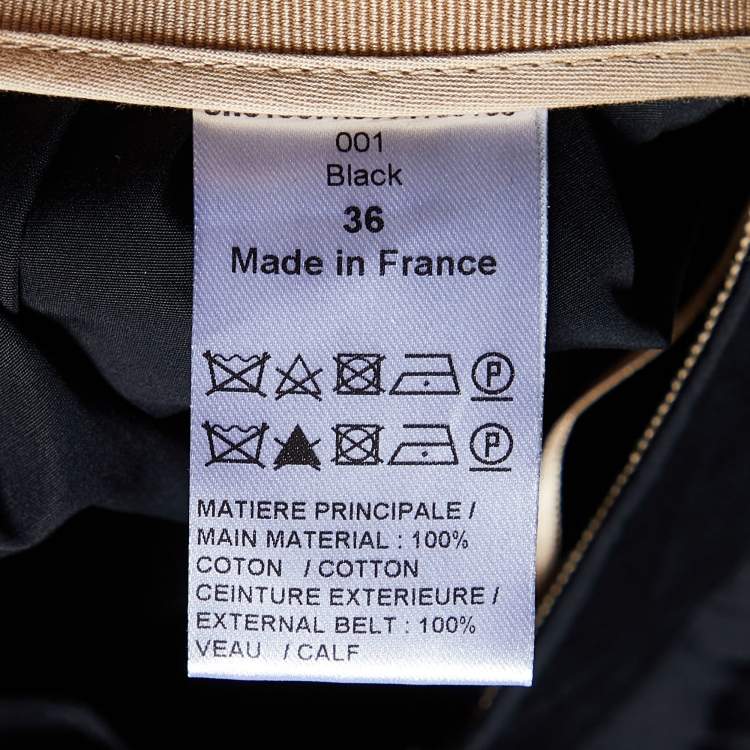 001
Black
36
Made in France
P
P
MATIERE PRINCIPALE /
MAIN MATERIAL : 100%
COTON / COTTON
CEINTURE EXTERIEURE /
EXTERNAL BELT : 100%
VEAU / CALF